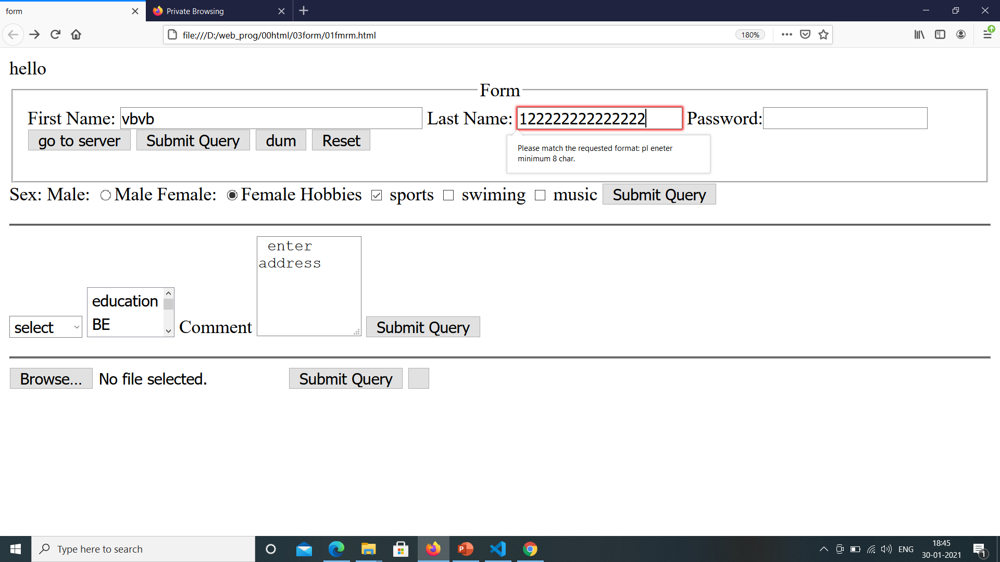 form
Private Browsing
file:///D:/web_prog/00html/03form/01fmrm.html
180%
hello
Form
First Name: vbvb Last Name: 122222222222222 Password:
go to server Submit Query dum Reset
Please match the requested format: pl eneter
minimum 8 char.
Sex: Male: Male Female: Female Hobbies sports swiming music Submit Query
enter
address
education
select BE Comment Submit Query
Browse... No file selected. Submit Query
Type here to search
ENG
18:45
30-01-2021
1